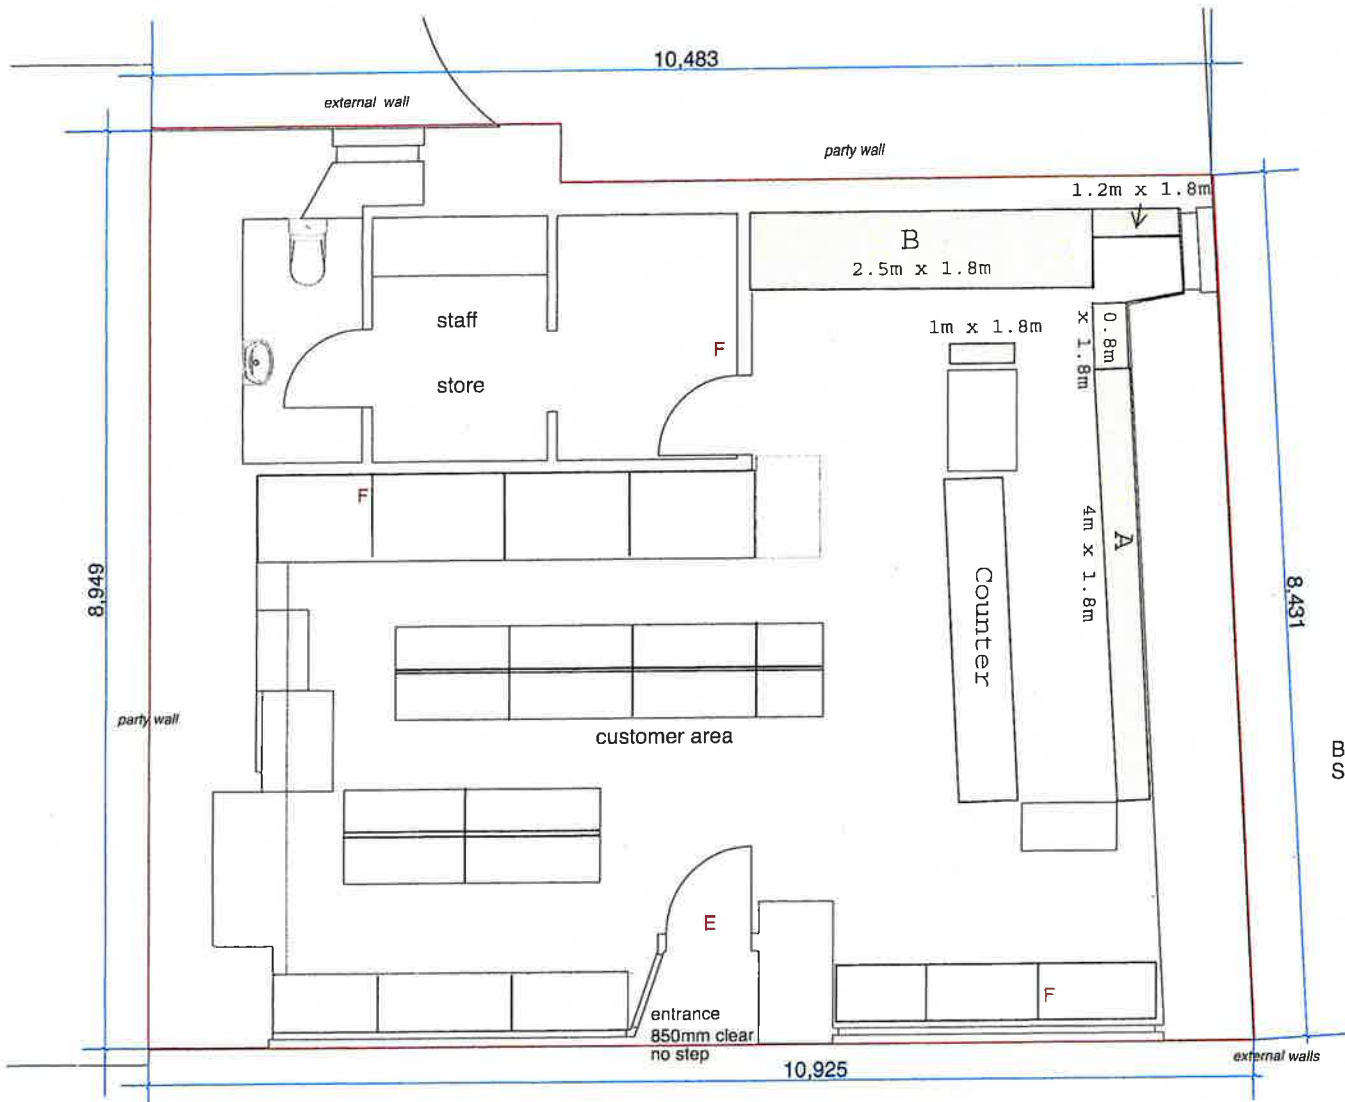 10,483
external wall
party wall
1.2m x 1.8m
B
2.5m x 1.8m
staff
store
F
1m x 1.8m
0.8m
x 1.8m
F
A
4m x 1.8m
Counter
8,949
8,431
party wall
customer area
B
S
E
F
entrance
850mm clear
no step
external walls
10,925